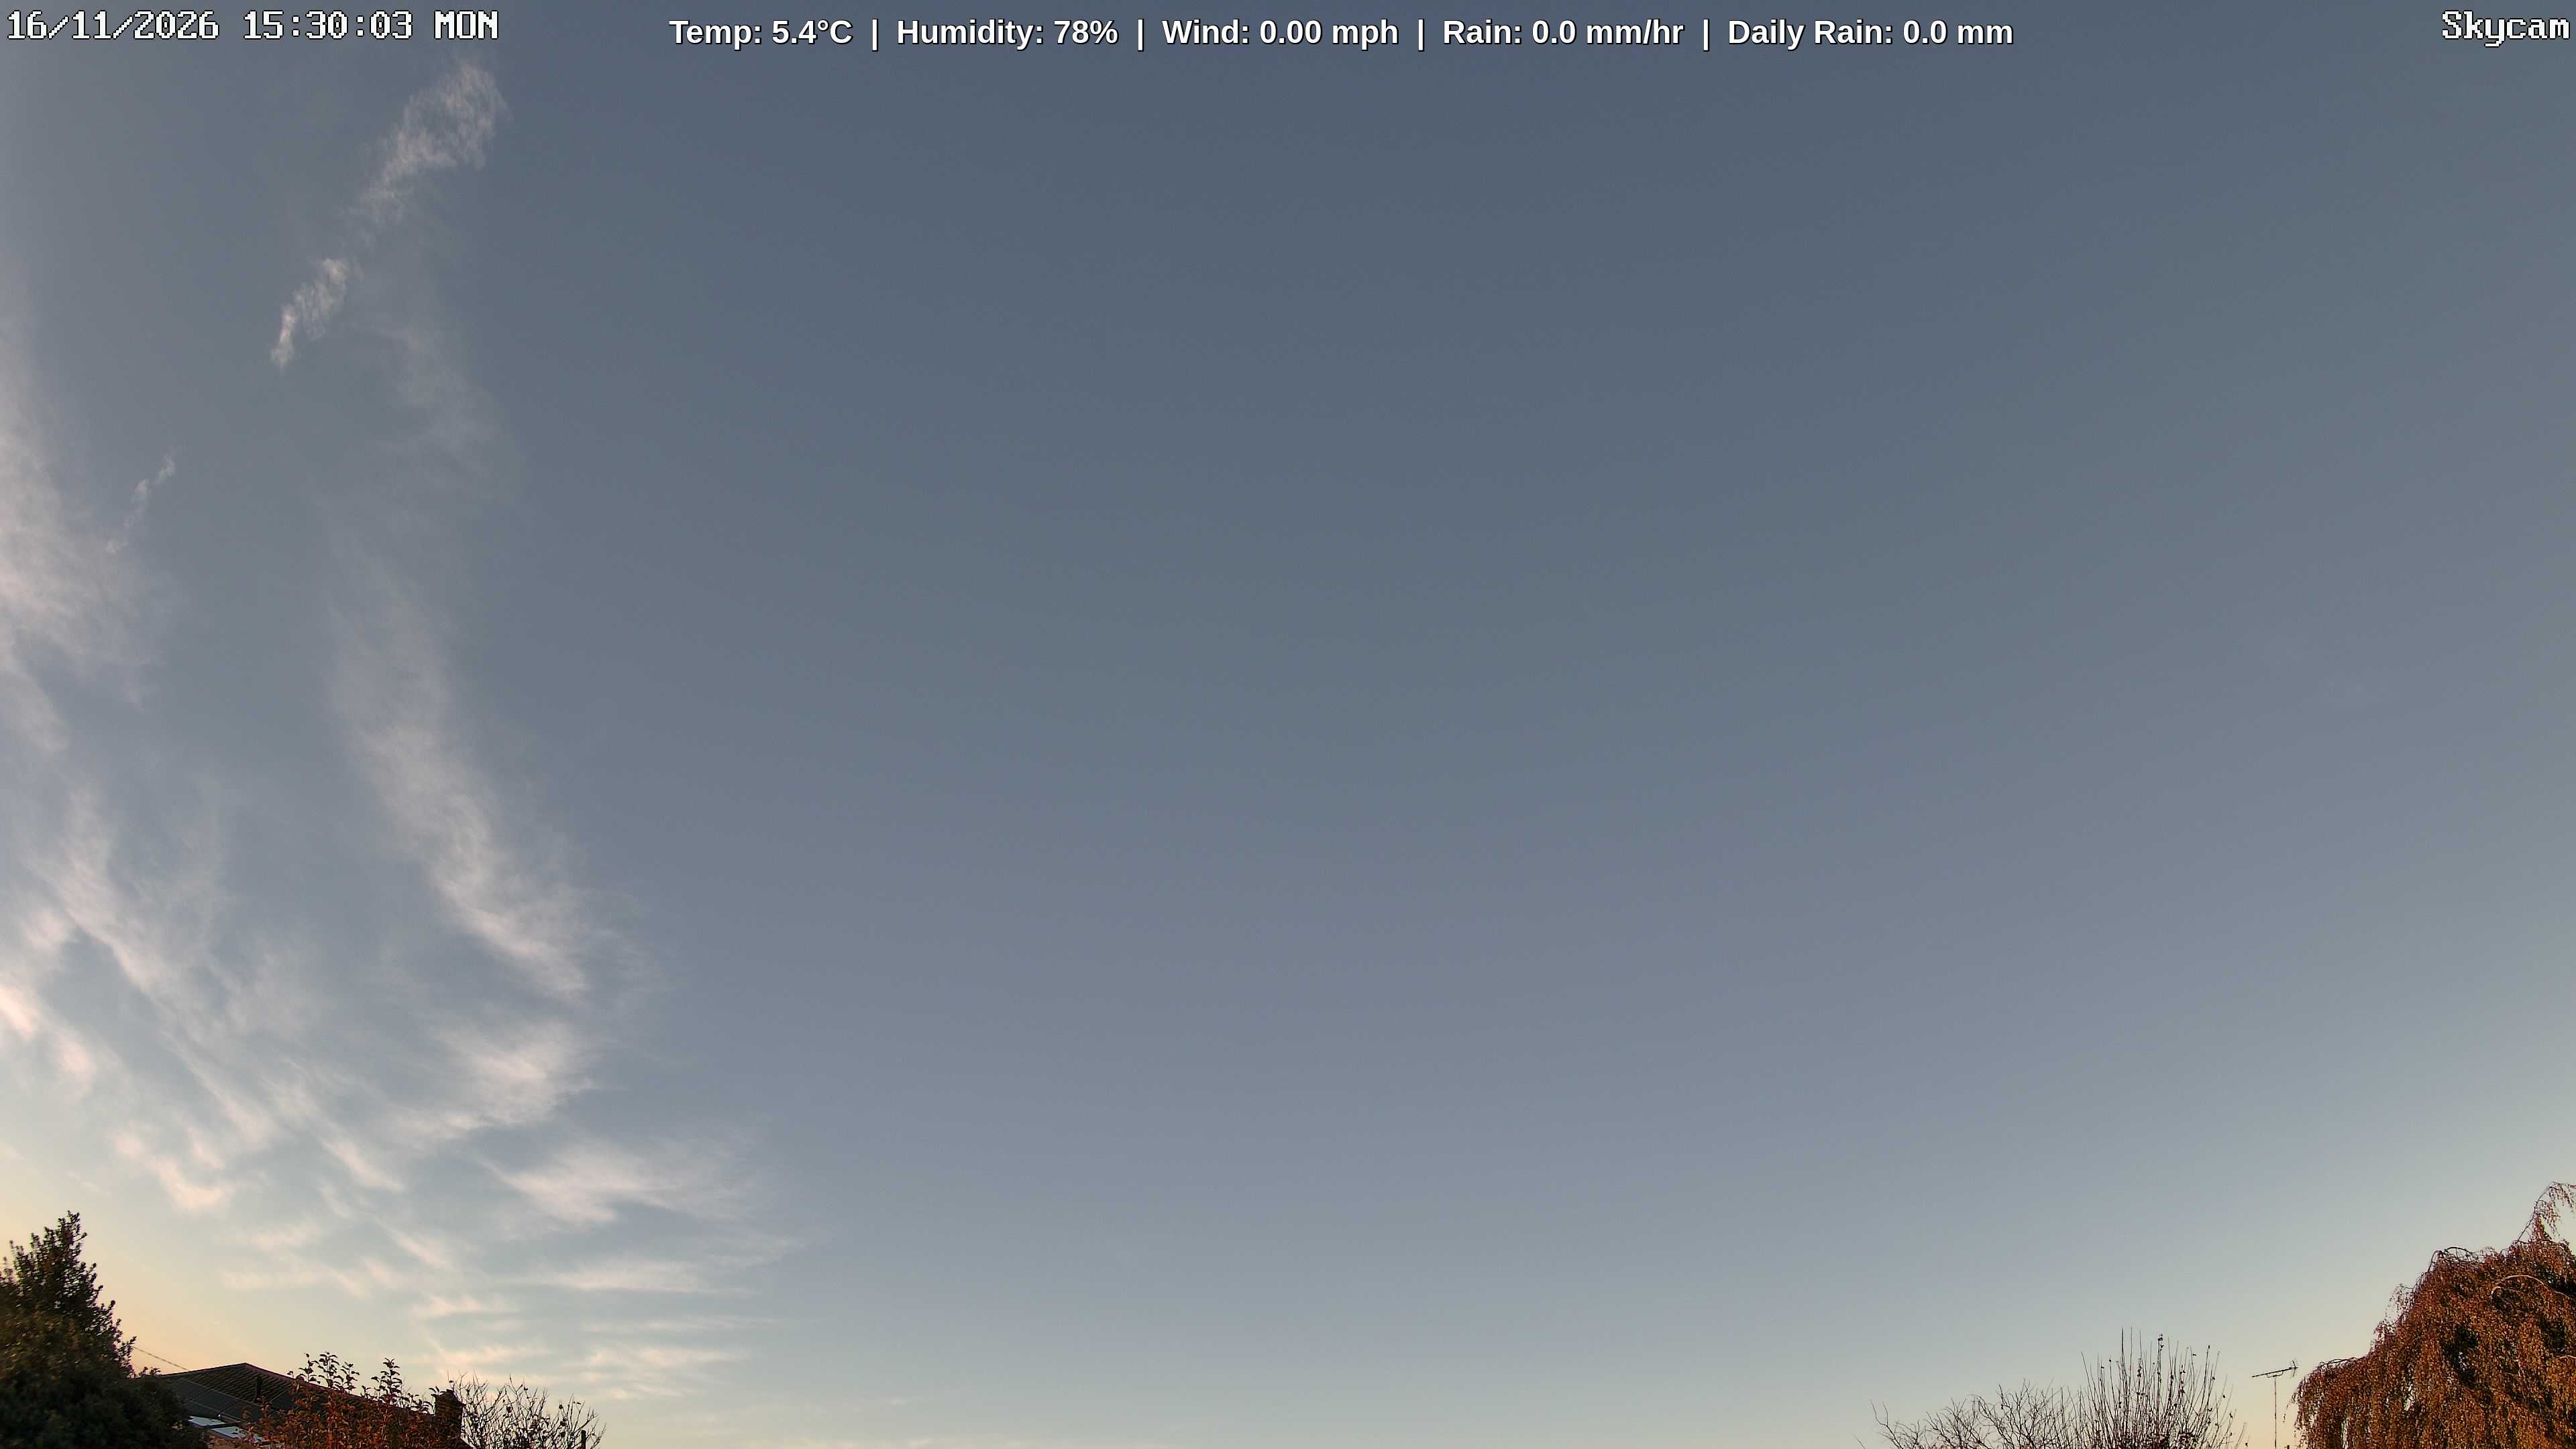 16/11/2026 15:30:03 MON
Temp: 5.4°C | Humidity: 78% | Wind: 0.00 mph | Rain: 0.0 mm/hr | Daily Rain: 0.0 mm
Skycam